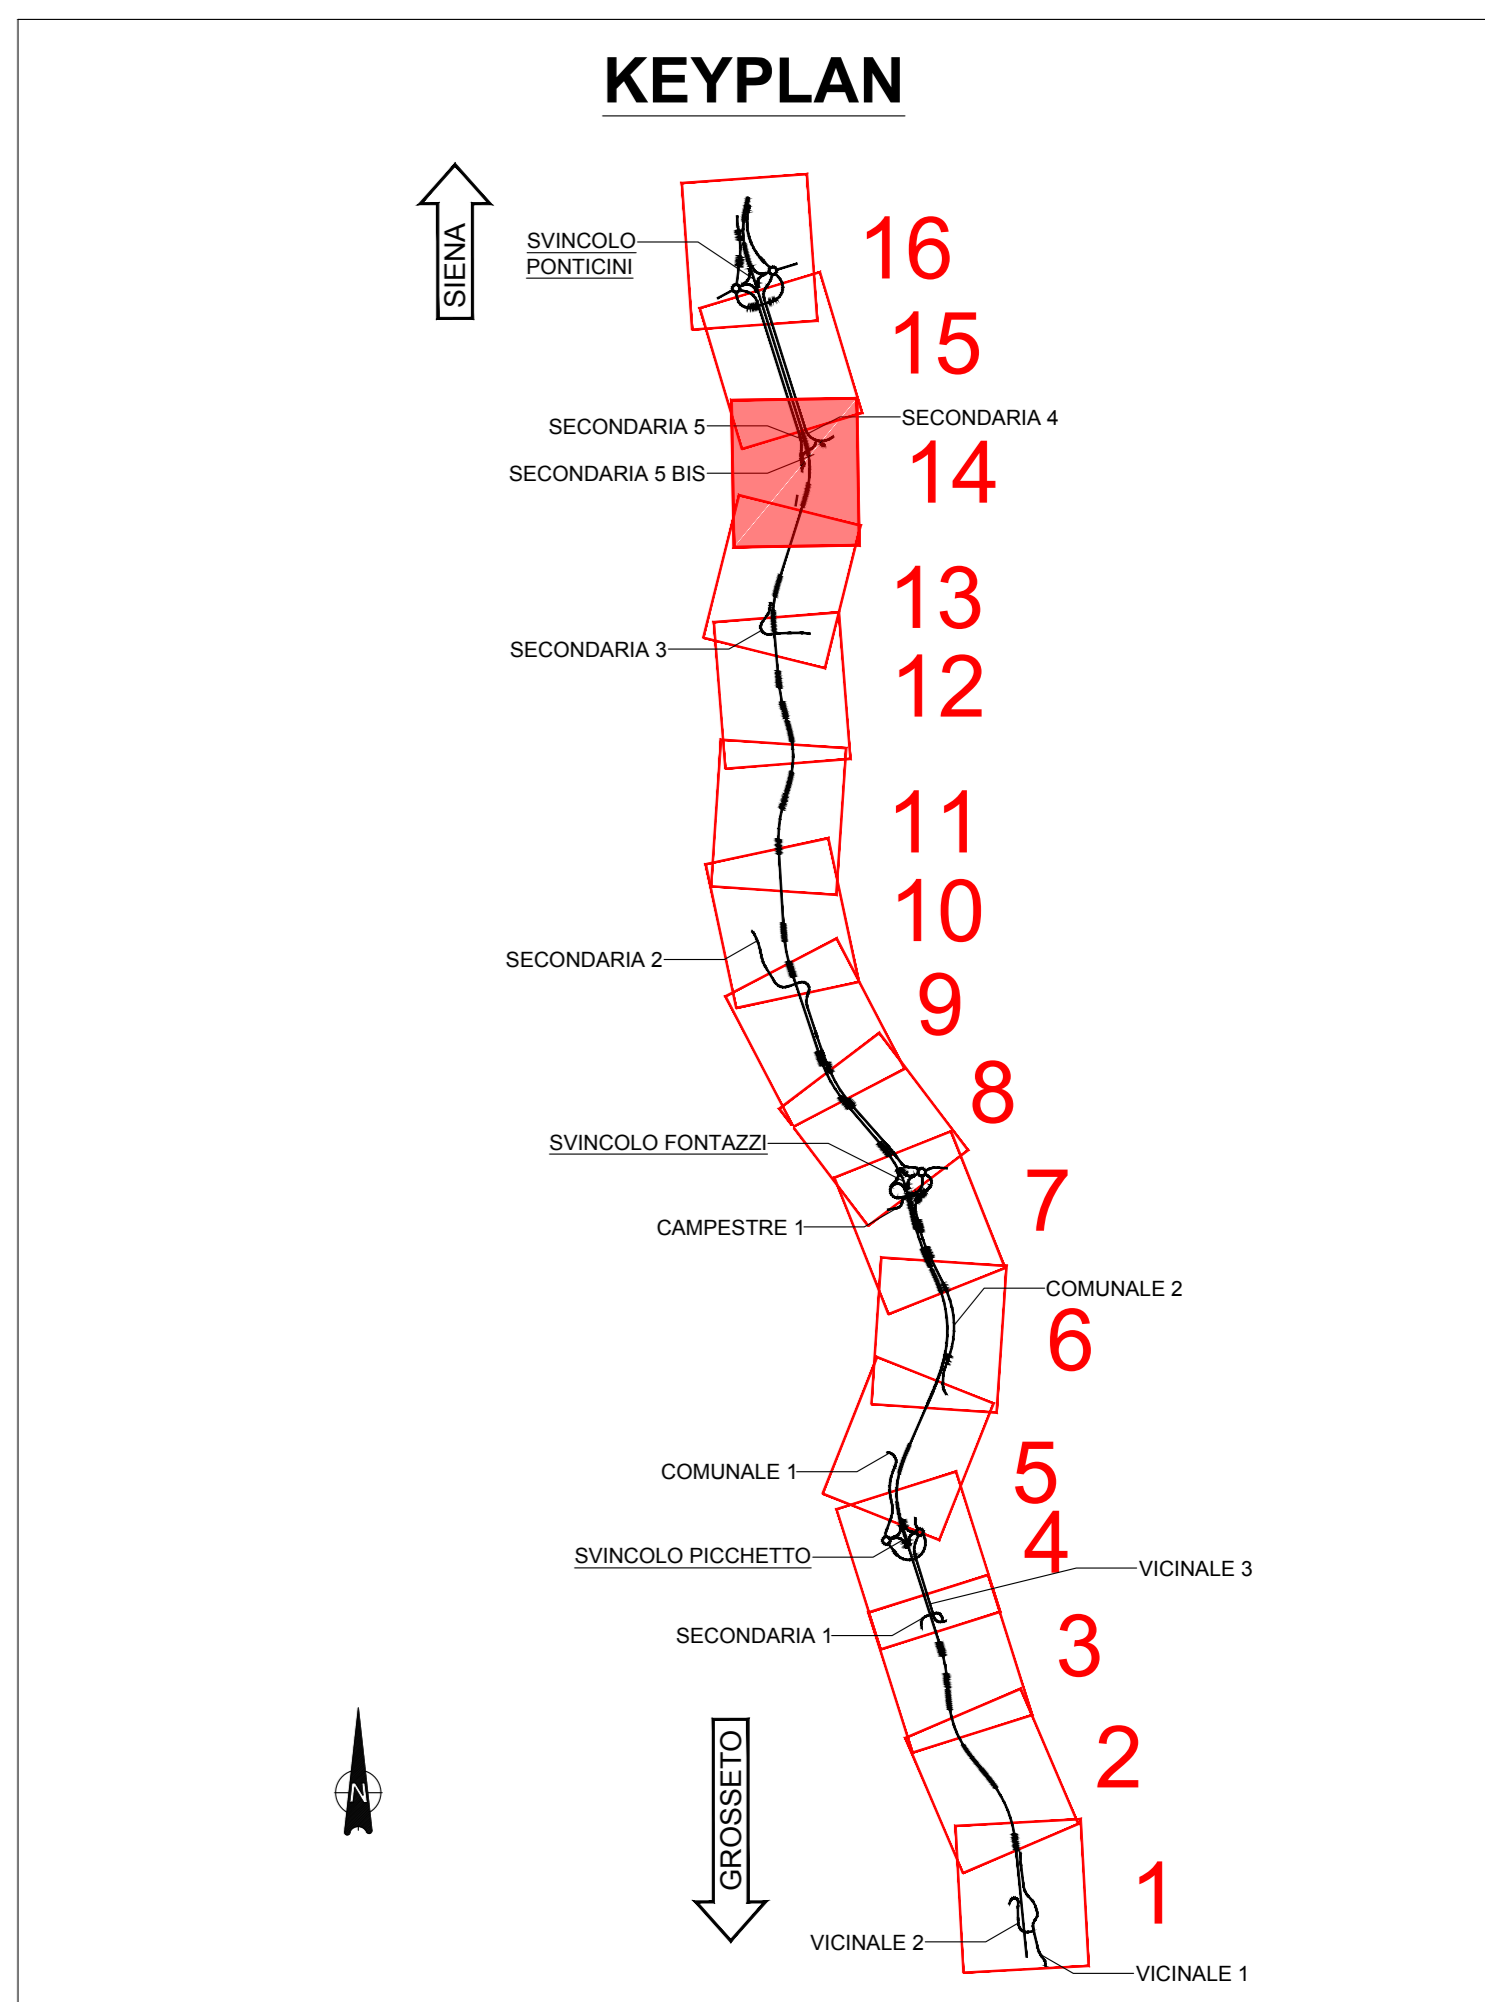 KEYPLAN
SIENA
SVINCOLO
PONTICINI
16
15
SECONDARIA 4
SECONDARIA 5
14
SECONDARIA 5 BIS
13
SECONDARIA 3
12
11
10
SECONDARIA 2
9
8
SVINCOLO FONTAZZI
7
CAMPESTRE 1
COMUNALE 2
6
COMUNALE 1
5
4
SVINCOLO PICCHETTO
VICINALE 3
SECONDARIA 1
3
2
GROSSETO
N
1
VICINALE 2
VICINALE 1